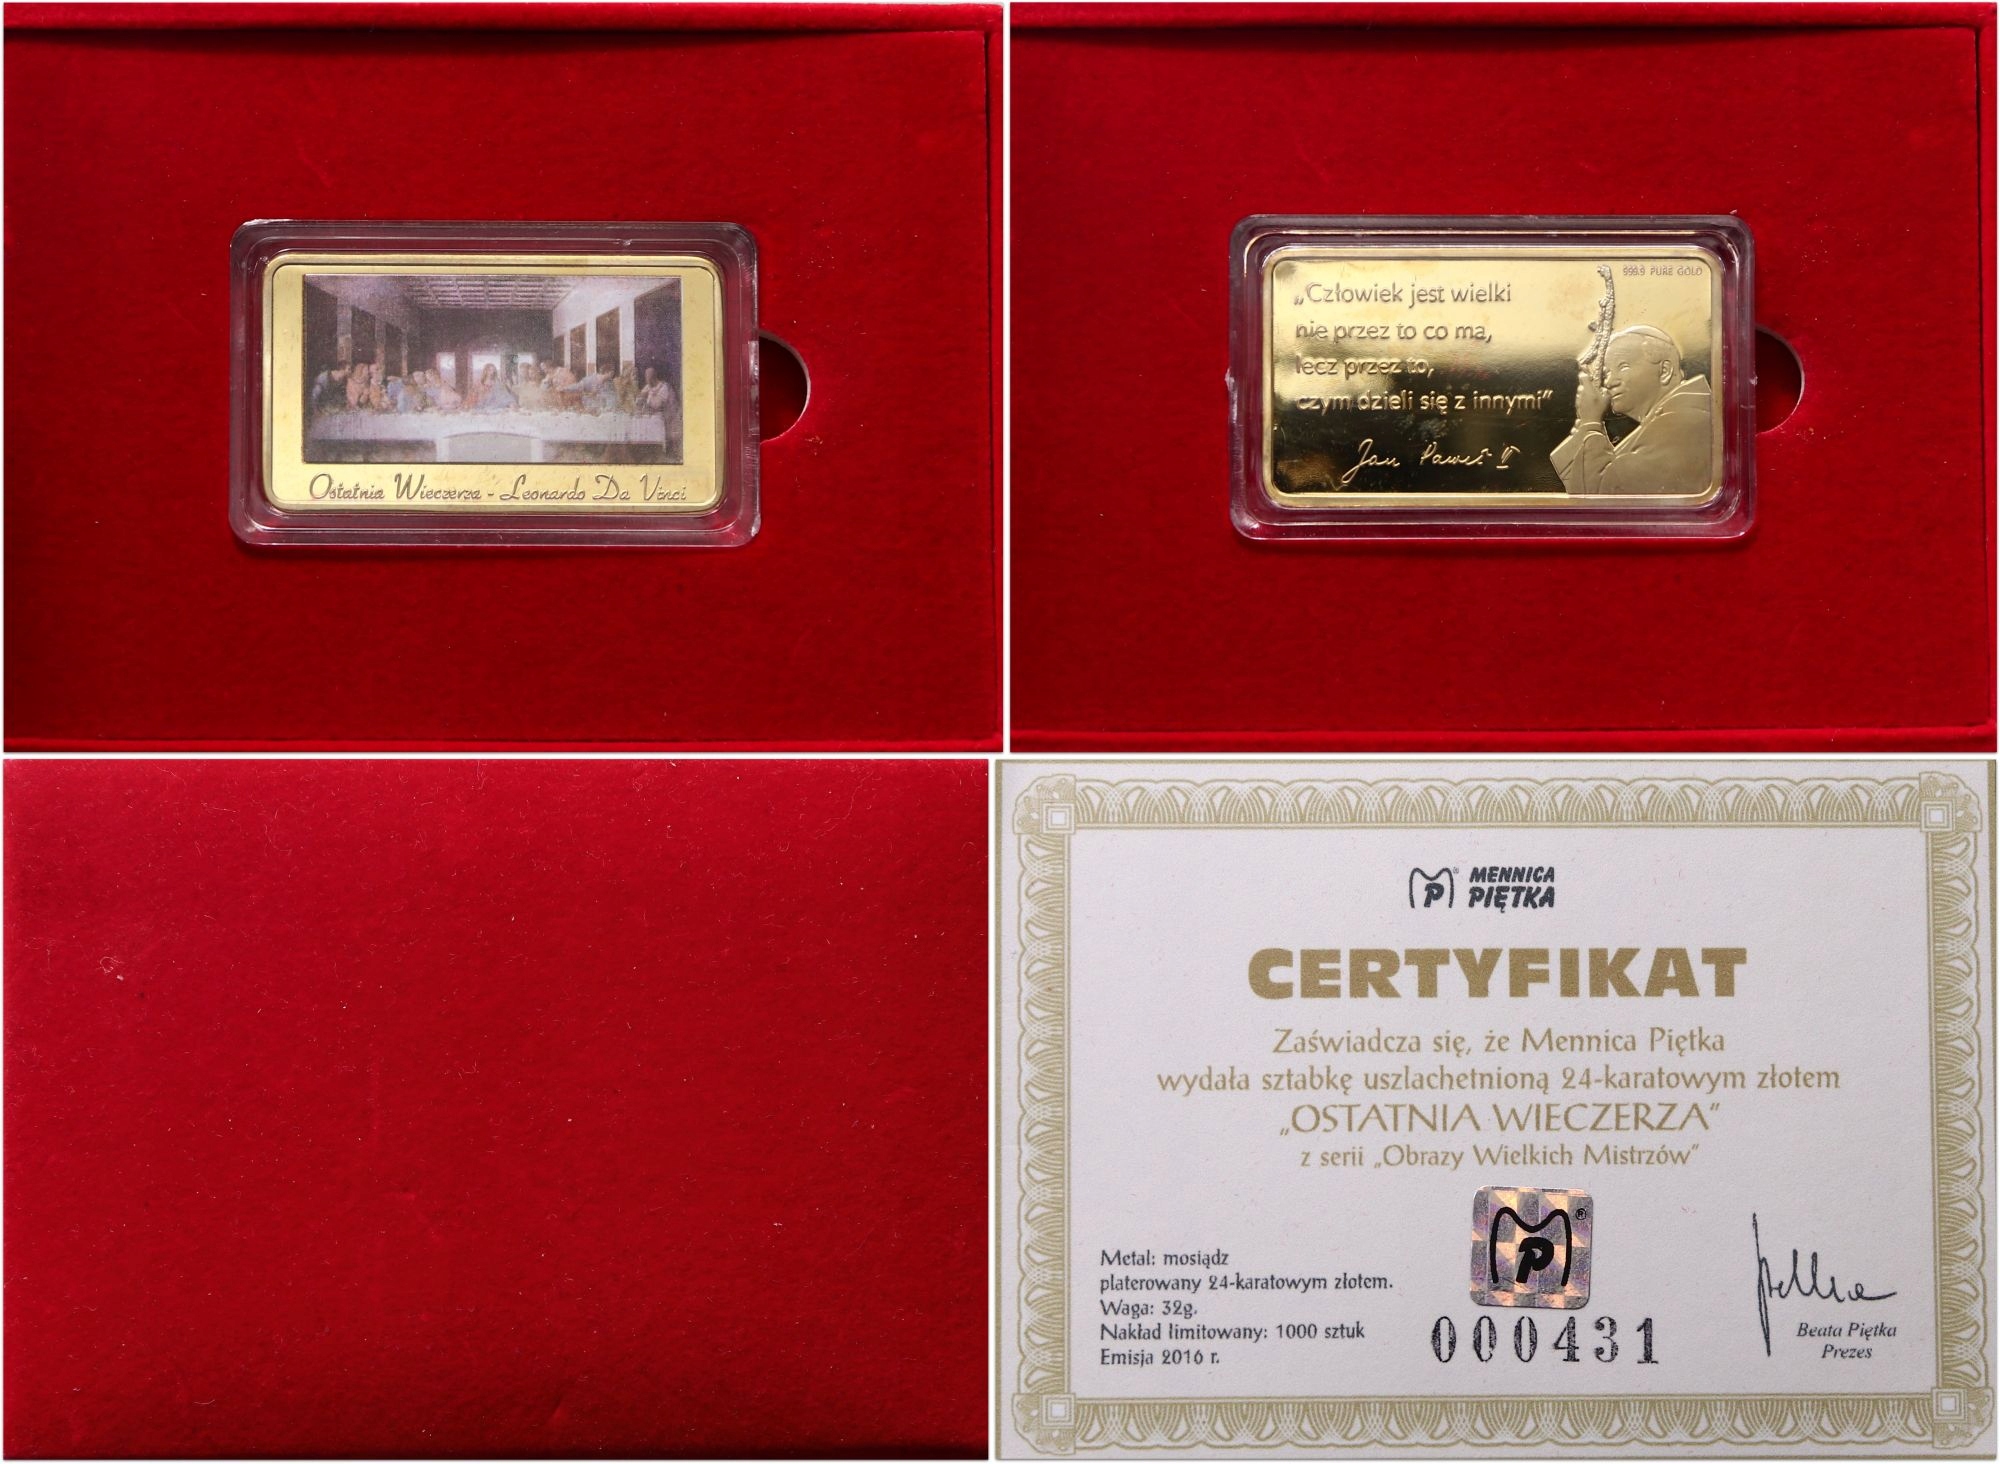 Ostatnia Wieczerza - Leonardo Da Vinci
999.9 PURE GOLD
„Człowiek jest wielki
nie przez to co ma,
lecz przez to,
czym dzieli się z innymi”
Jan Paweł II
MP® MENNICA
PIĘTKA
CERTYFIKAT
Zaświadcza się, że Mennica Piętka
wydała sztabkę uszlachetnioną 24-karatowym złotem
„OSTATNIA WIECZERZA”
z serii „Obrazy Wielkich Mistrzów”
MP®
Metal: mosiądz
platerowany 24-karatowym złotem.
Waga: 32g.
Nakład limitowany: 1000 sztuk
Emisja 2016 r.
000431
Beata Piętka
Prezes